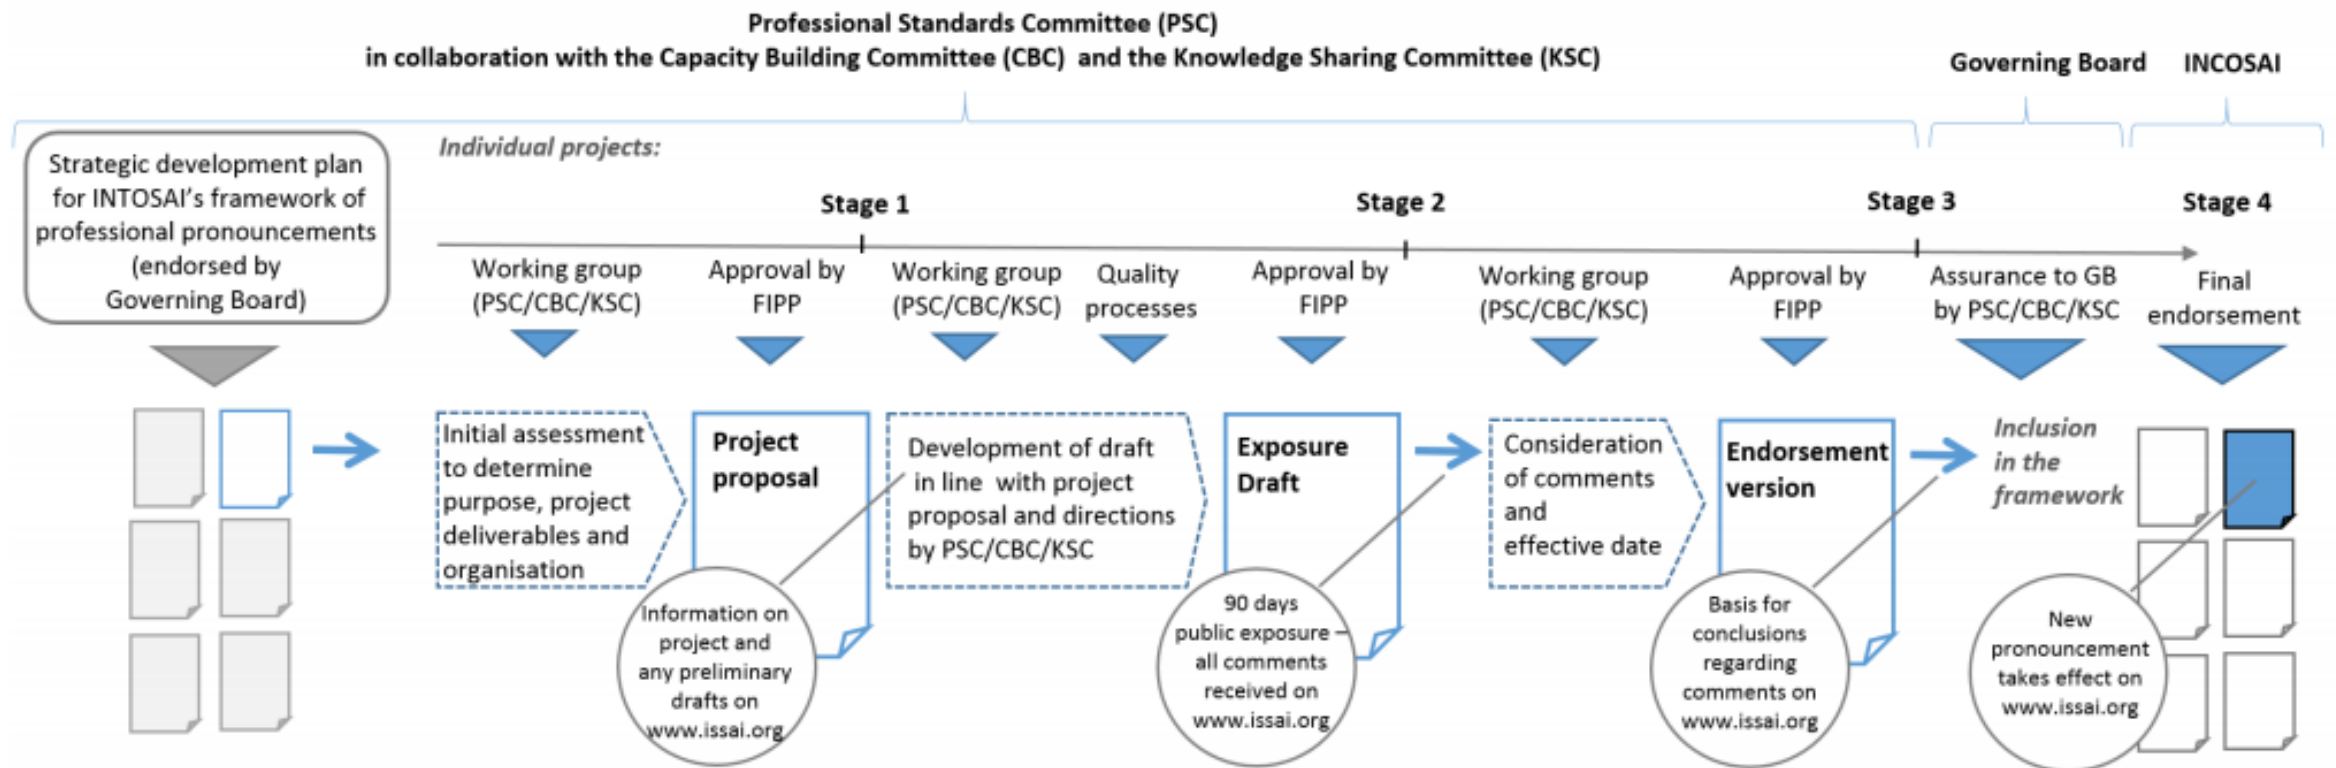 Professional Standards Committee (PSC)
in collaboration with the Capacity Building Committee (CBC) and the Knowledge Sharing Committee (KSC)
Governing Board
INCOSAI
Strategic development plan
for INTOSAI's framework of
professional pronouncements
(endorsed by
Governing Board)
Individual projects:
Stage 1
Stage 2
Stage 3
Stage 4
Working group
(PSC/CBC/KSC)
Approval by
FIPP
Working group
(PSC/CBC/KSC)
Quality
processes
Approval by
FIPP
Working group
(PSC/CBC/KSC)
Approval by
FIPP
Assurance to GB
by PSC/CBC/KSC
Final
endorsement
Initial assessment
to determine
purpose, project
deliverables and
organisation
Project
proposal
Development of draft
in line with project
proposal and directions
by PSC/CBC/KSC
Exposure
Draft
Consideration
of comments
and
effective date
Endorsement
version
Inclusion
in the
framework
Information on
project and
any preliminary
drafts on
www.issai.org
90 days
public exposure –
all comments
received on
www.issai.org
Basis for
conclusions
regarding
comments on
www.issai.org
New
pronouncement
takes effect on
www.issai.org